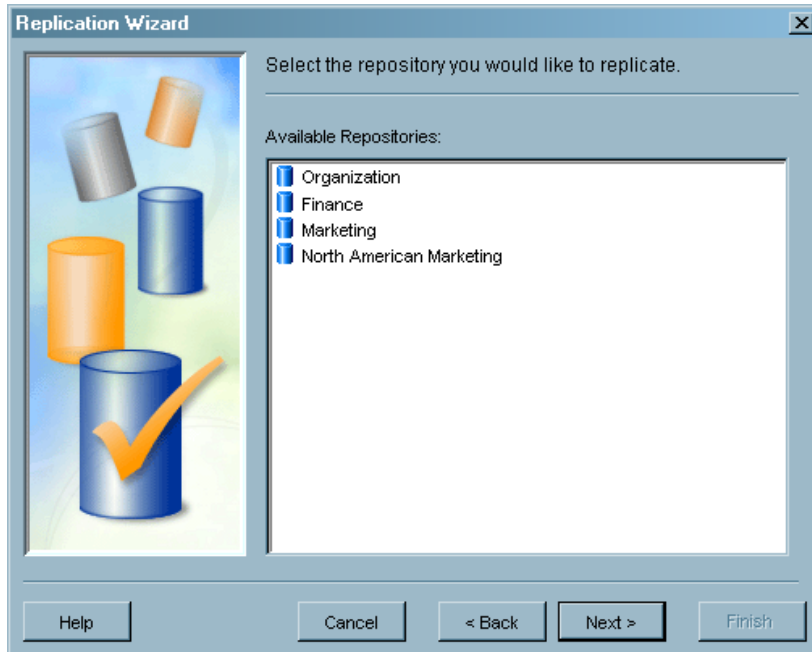 Replication Wizard
Select the repository you would like to replicate.
Available Repositories:
Organization
Finance
Marketing
North American Marketing
Help
Cancel
< Back
Next >
Finish